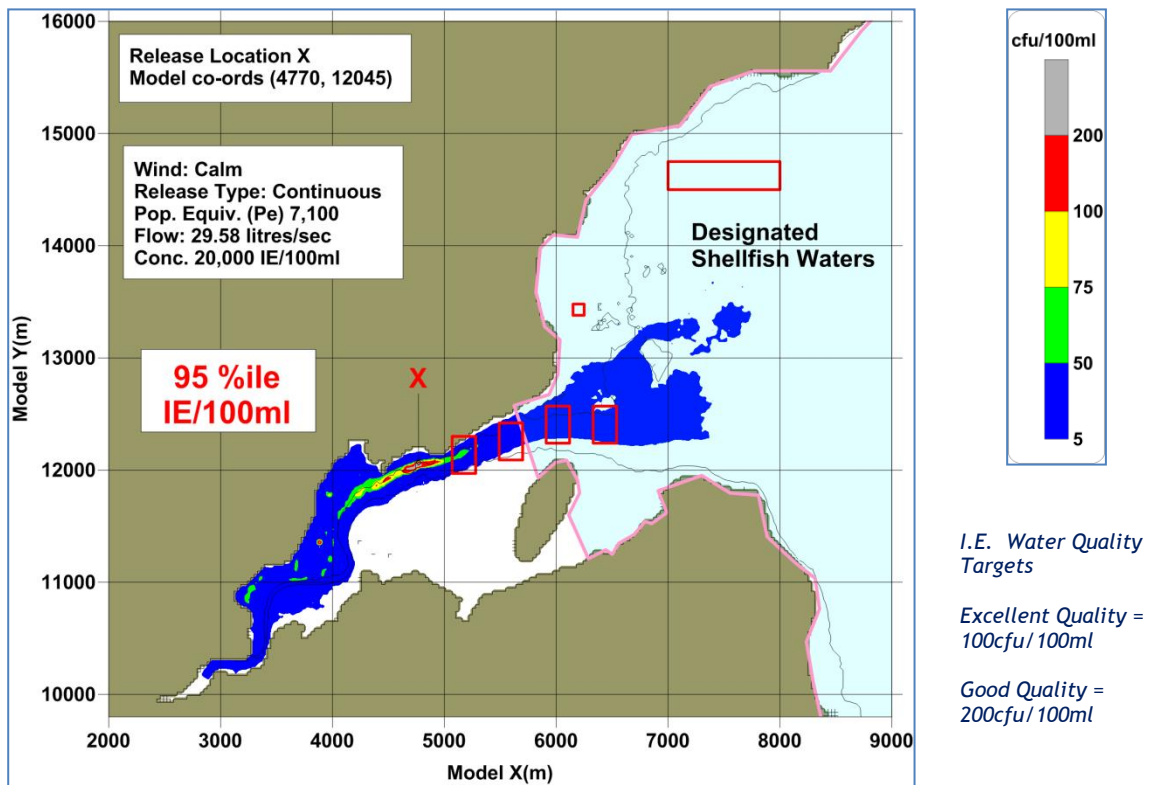 Release Location X
Model co-ords (4770, 12045)
Wind: Calm
Release Type: Continuous
Pop. Equiv. (Pe) 7,100
Flow: 29.58 litres/sec
Conc. 20,000 IE/100ml
95 %ile
IE/100ml
X
Designated
Shellfish Waters
16000
15000
14000
13000
12000
11000
10000
Model Y(m)
2000 3000 4000 5000 6000 7000 8000 9000
Model X(m)
cfu/100ml
200
100
75
50
5
I.E. Water Quality
Targets
Excellent Quality =
100cfu/100ml
Good Quality =
200cfu/100ml